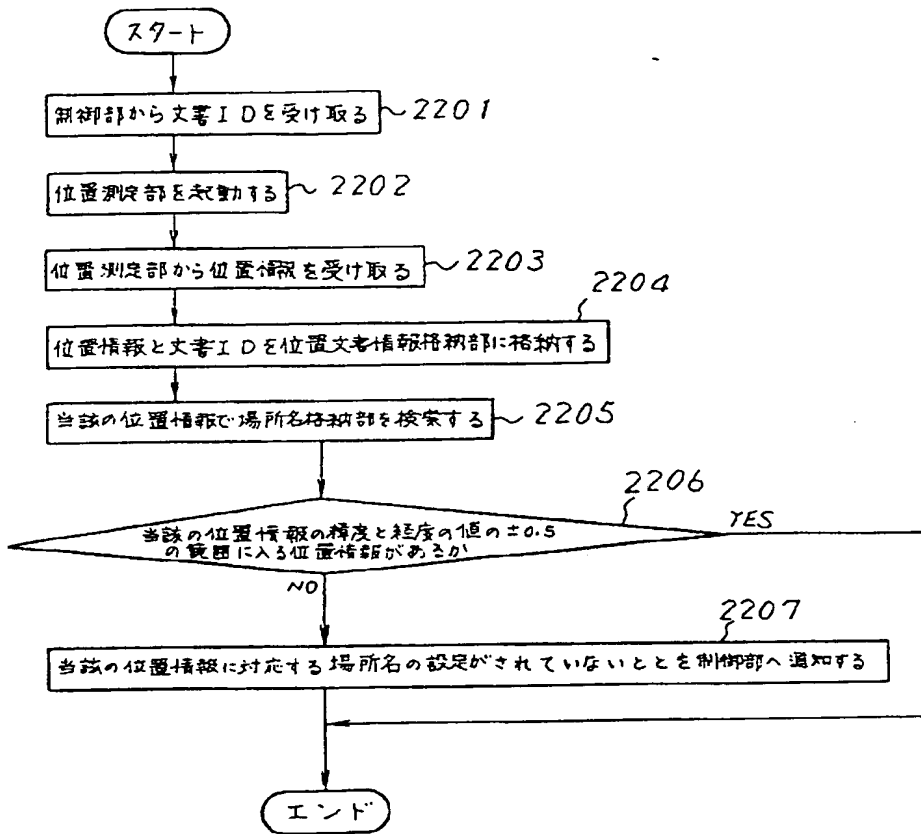 スタート
制御部から文書IDを受け取る
2201
位置測定部を起動する
2202
位置測定部から位置情報を受け取る
2203
2204
位置情報と文書IDを位置文書情報格納部に格納する
当該の位置情報で場所名格納部を検索する
2205
2206
当該の位置情報の緯度と経度の値の±0.5
の範囲に入る位置情報があるか
YES
NO
2207
当該の位置情報に対応する場所名の設定がされていないととを制御部へ通知する
エンド